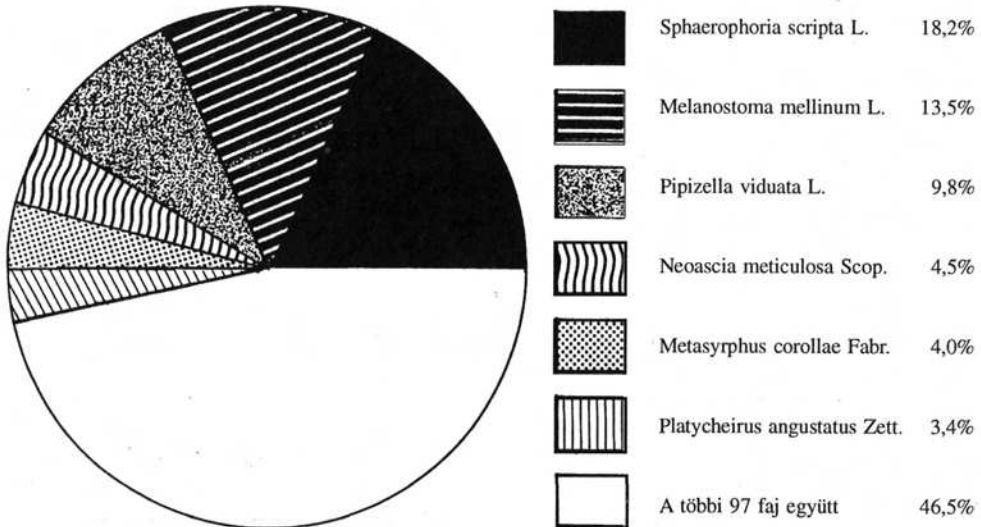 Sphaerophoria scripta L. 18,2%
Melanostoma mellinum L. 13,5%
Pipizella viduata L. 9,8%
Neoascia meticulosa Scop. 4,5%
Metasyrphus corollae Fabr. 4,0%
Platycheirus angustatus Zett. 3,4%
A többi 97 faj együtt 46,5%